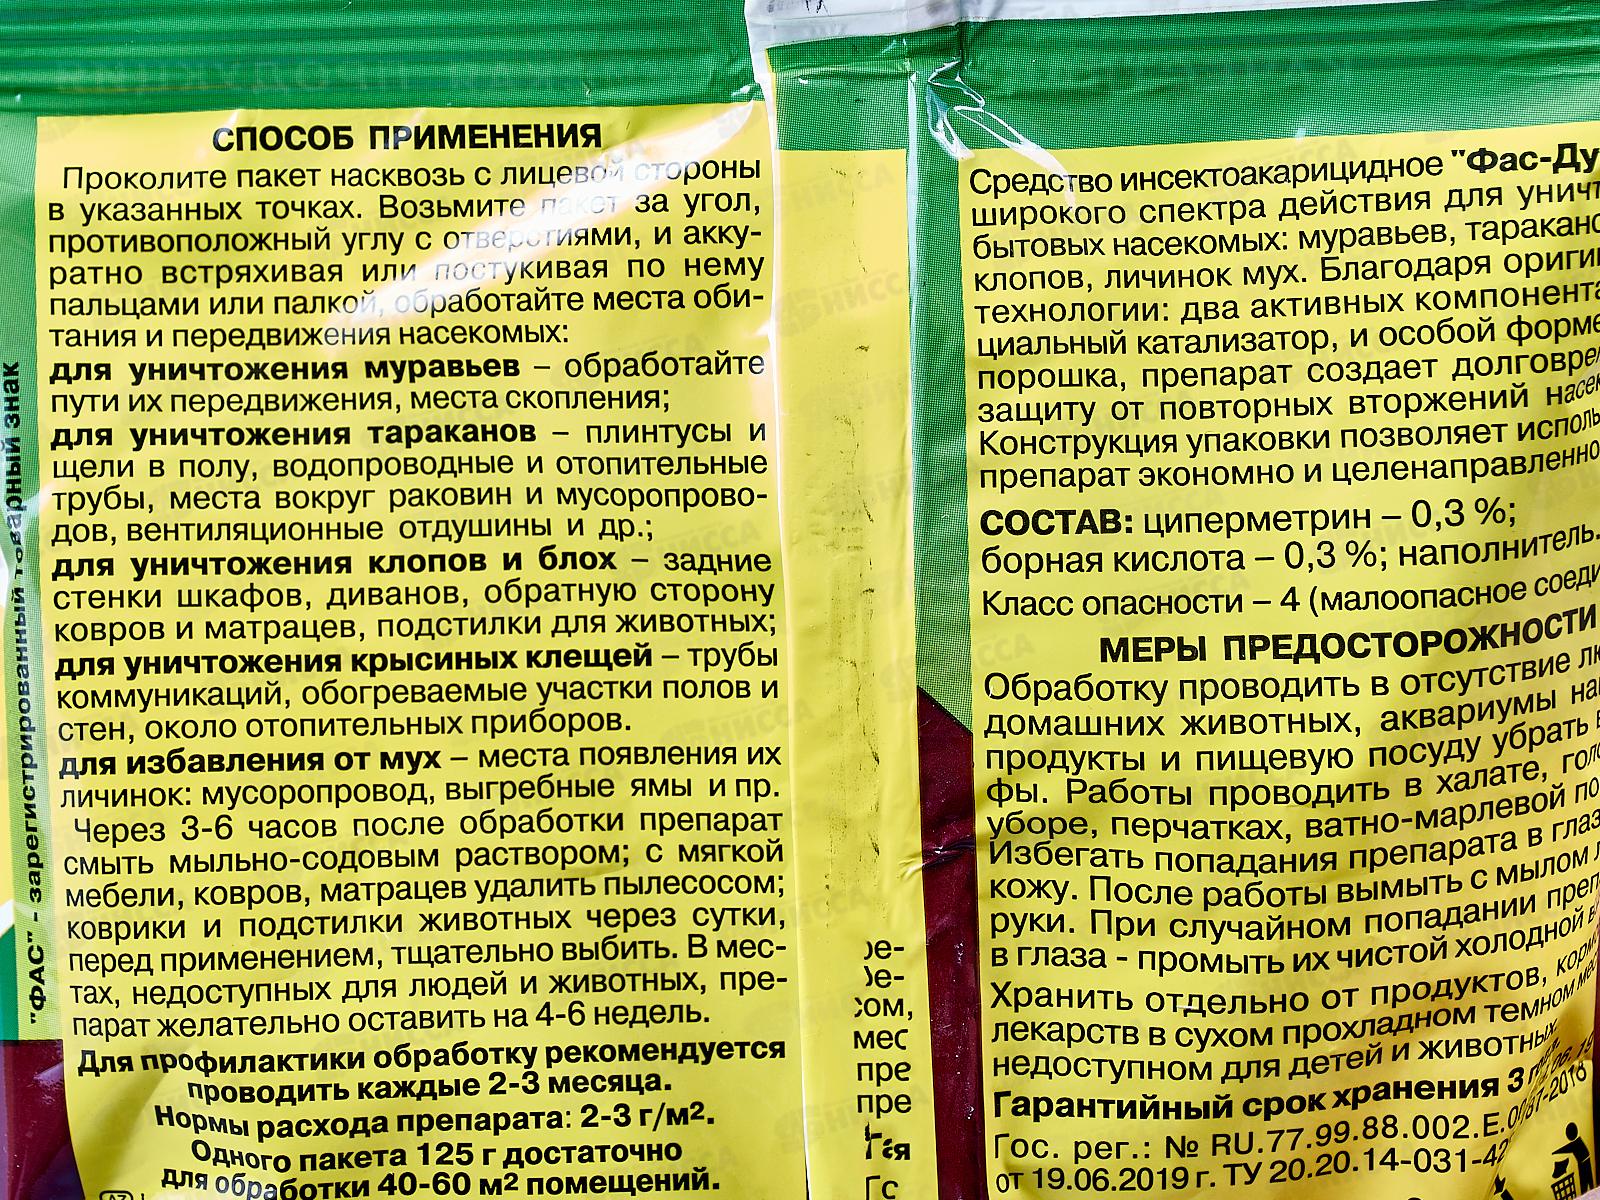 СПОСОБ ПРИМЕНЕНИЯ
Проколите пакет насквозь с лицевой стороны
в указанных точках. Возьмите пакет за угол,
противоположный углу с отверстиями, и акку-
ратно встряхивая или постукивая по нему
пальцами или палкой, обработайте места оби-
тания и передвижения насекомых:
для уничтожения муравьев – обработайте
пути их передвижения, места скопления;
для уничтожения тараканов – плинтусы и
щели в полу, водопроводные и отопительные
трубы, места вокруг раковин и мусоропрово-
дов, вентиляционные отдушины и др.;
для уничтожения клопов и блох – задние
стенки шкафов, диванов, обратную сторону
ковров и матрацев, подстилки для животных;
для уничтожения крысиных клещей – трубы
коммуникаций, обогреваемые участки полов и
стен, около отопительных приборов.
для избавления от мух – места появления их
личинок: мусоропровод, выгребные ямы и пр.
Через 3-6 часов после обработки препарат
смыть мыльно-содовым раствором; с мягкой
мебели, ковров, матрацев удалить пылесосом;
коврики и подстилки животных через сутки,
перед применением, тщательно выбить. В мес-
тах, недоступных для людей и животных, пре-
парат желательно оставить на 4-6 недель.
Для профилактики обработку рекомендуется
проводить каждые 2-3 месяца.
Нормы расхода препарата: 2-3 г/м².
Одного пакета 125 г достаточно
для обработки 40-60 м² помещений.
"ФАС" - зарегистрированный товарный знак
ре-
ре-
сом,
мес
пре
пре
Гс
Средство инсектоакарицидное "Фас-Ду
широкого спектра действия для уничт
бытовых насекомых: муравьев, таракано
клопов, личинок мух. Благодаря ориги
технологии: два активных компонента
циальный катализатор, и особой форме
порошка, препарат создает долговре
защиту от повторных вторжений насек
Конструкция упаковки позволяет исполь
препарат экономно и целенаправленно
СОСТАВ: циперметрин – 0,3 %;
борная кислота – 0,3 %; наполнитель.
Класс опасности – 4 (малоопасное соеди
МЕРЫ ПРЕДОСТОРОЖНОСТИ
Обработку проводить в отсутствие лю
домашних животных, аквариумы на
продукты и пищевую посуду убрать в
фы. Работы проводить в халате, гол
уборе, перчатках, ватно-марлевой по
Избегать попадания препарата в глаз
кожу. После работы вымыть с мылом л
руки. При случайном попадании преп
в глаза - промыть их чистой холодной в
Хранить отдельно от продуктов, корм
лекарств в сухом прохладном темном ме
недоступном для детей и животных.
Гарантийный срок хранения 3
Гос. рег.: № RU.77.99.88.002.Е.
от 19.06.2019 г. ТУ 20.20.14-031-42